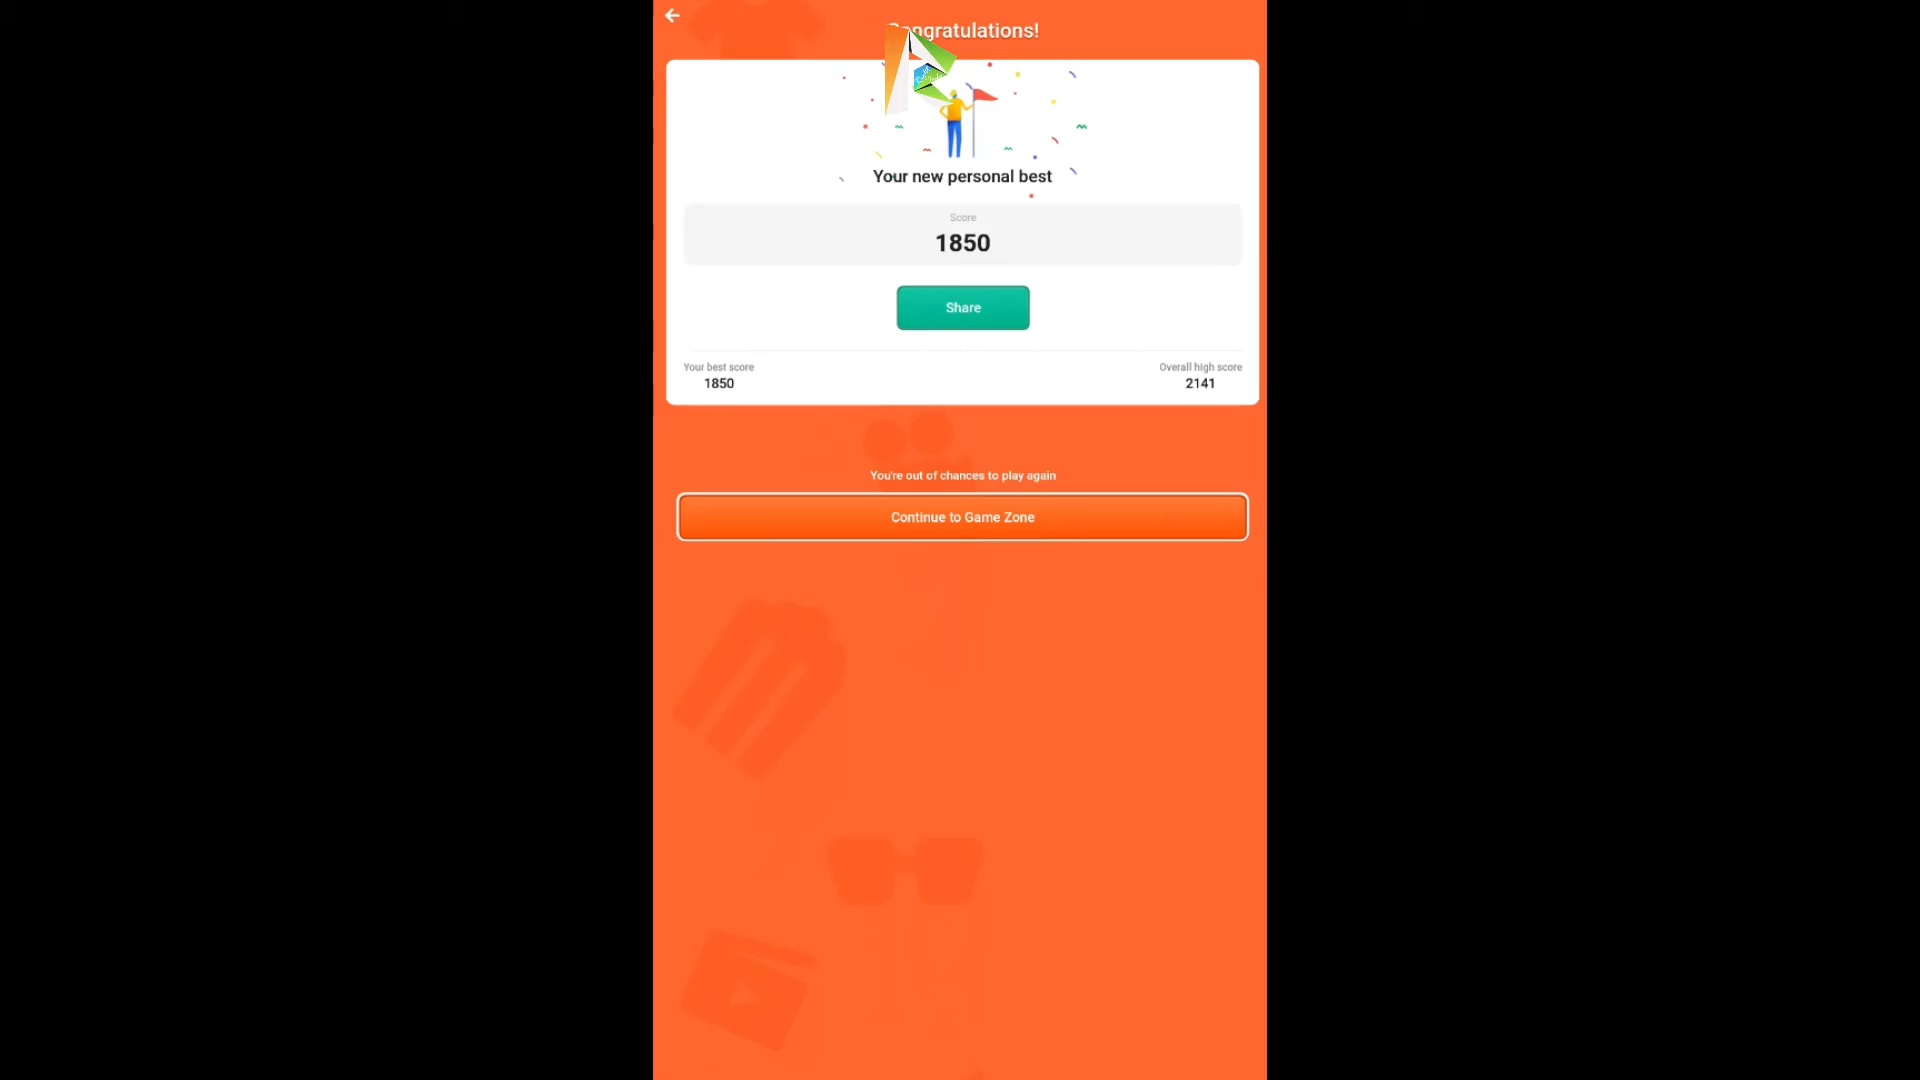 Congratulations!
Your new personal best
Score
1850
Share
Your best score
1850
Overall high score
2141
You're out of chances to play again
Continue to Game Zone